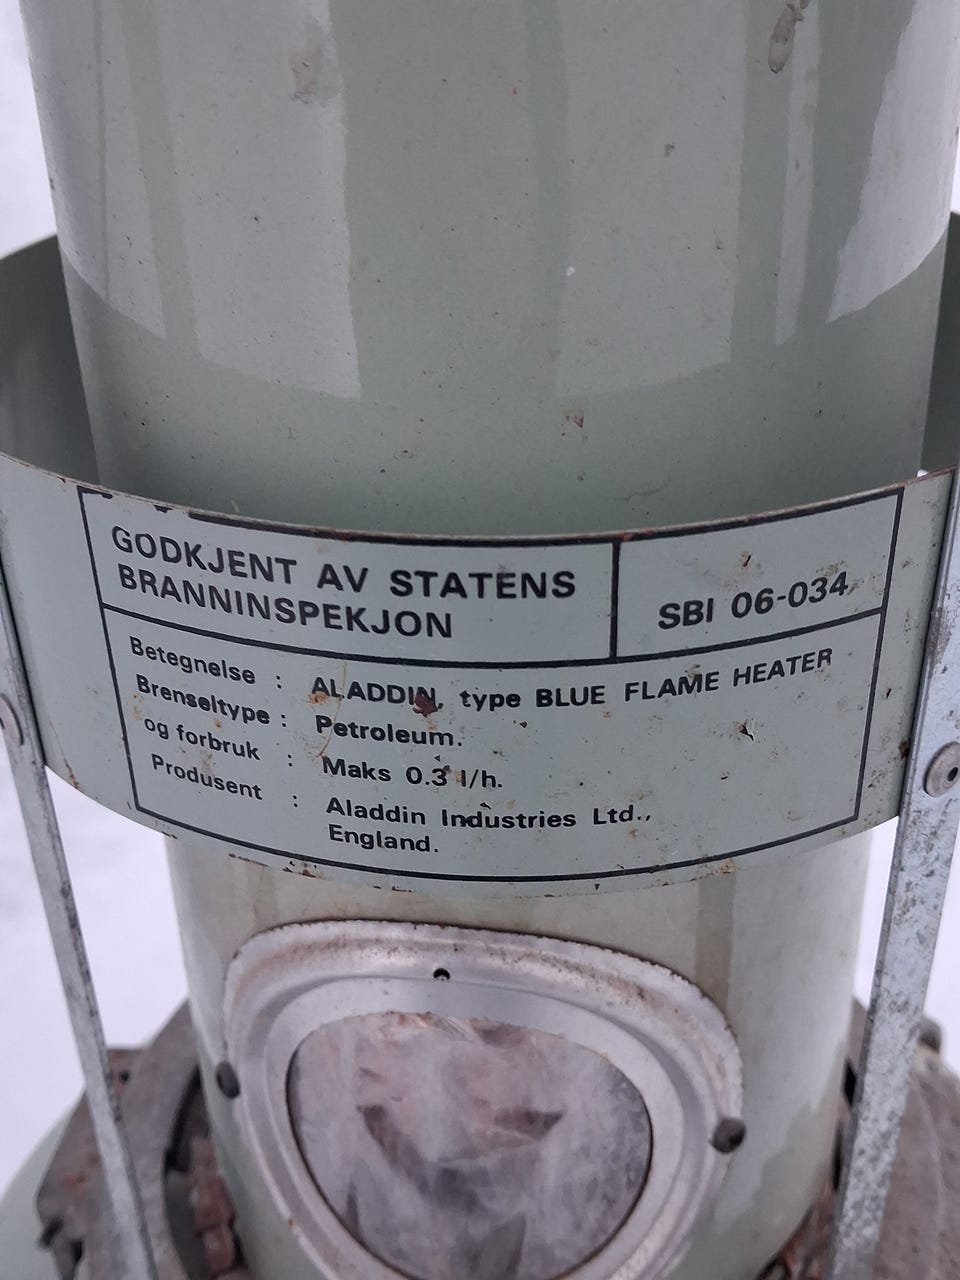 GODKJENT AV STATENS
BRANNINSPEKJON
SBI 06-034
Betegnelse : ALADDIN, type BLUE FLAME HEATER
Brenseltype : Petroleum.
og forbruk : Maks 0.3 l/h.
Produsent : Aladdin Industries Ltd.,
England.